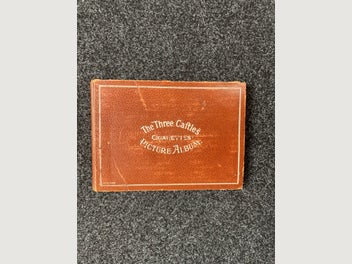 The Three Castles
CIGARETTES
PICTURE ALBUM